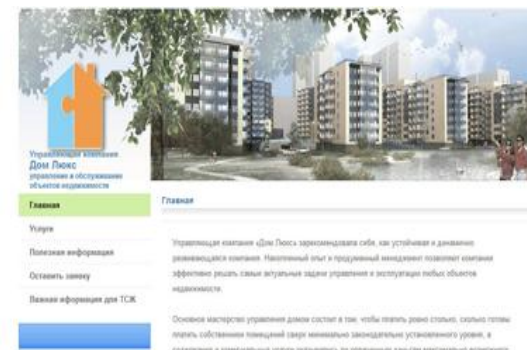 Управляющая компания
Дом Люкс
управление и обслуживание
объектов недвижимости
Главная
Услуги
Полезная информация
Оставить заявку
Важная иформация для ТСЖ
Главная
Управляющая компания «Дом Люкс» зарекомендовала себя, как устойчивая и динамично
развивающаяся компания. Накопленный опыт и продуманный менеджмент позволяют компании
эффективно решать самые актуальные задачи управления и эксплуатации любых объектов
недвижимости.
Основное мастерство управления домом состоит в том, чтобы платить ровно столько, сколько готовы
платить собственники помещений сверх минимально законодательно установленного уровня, а